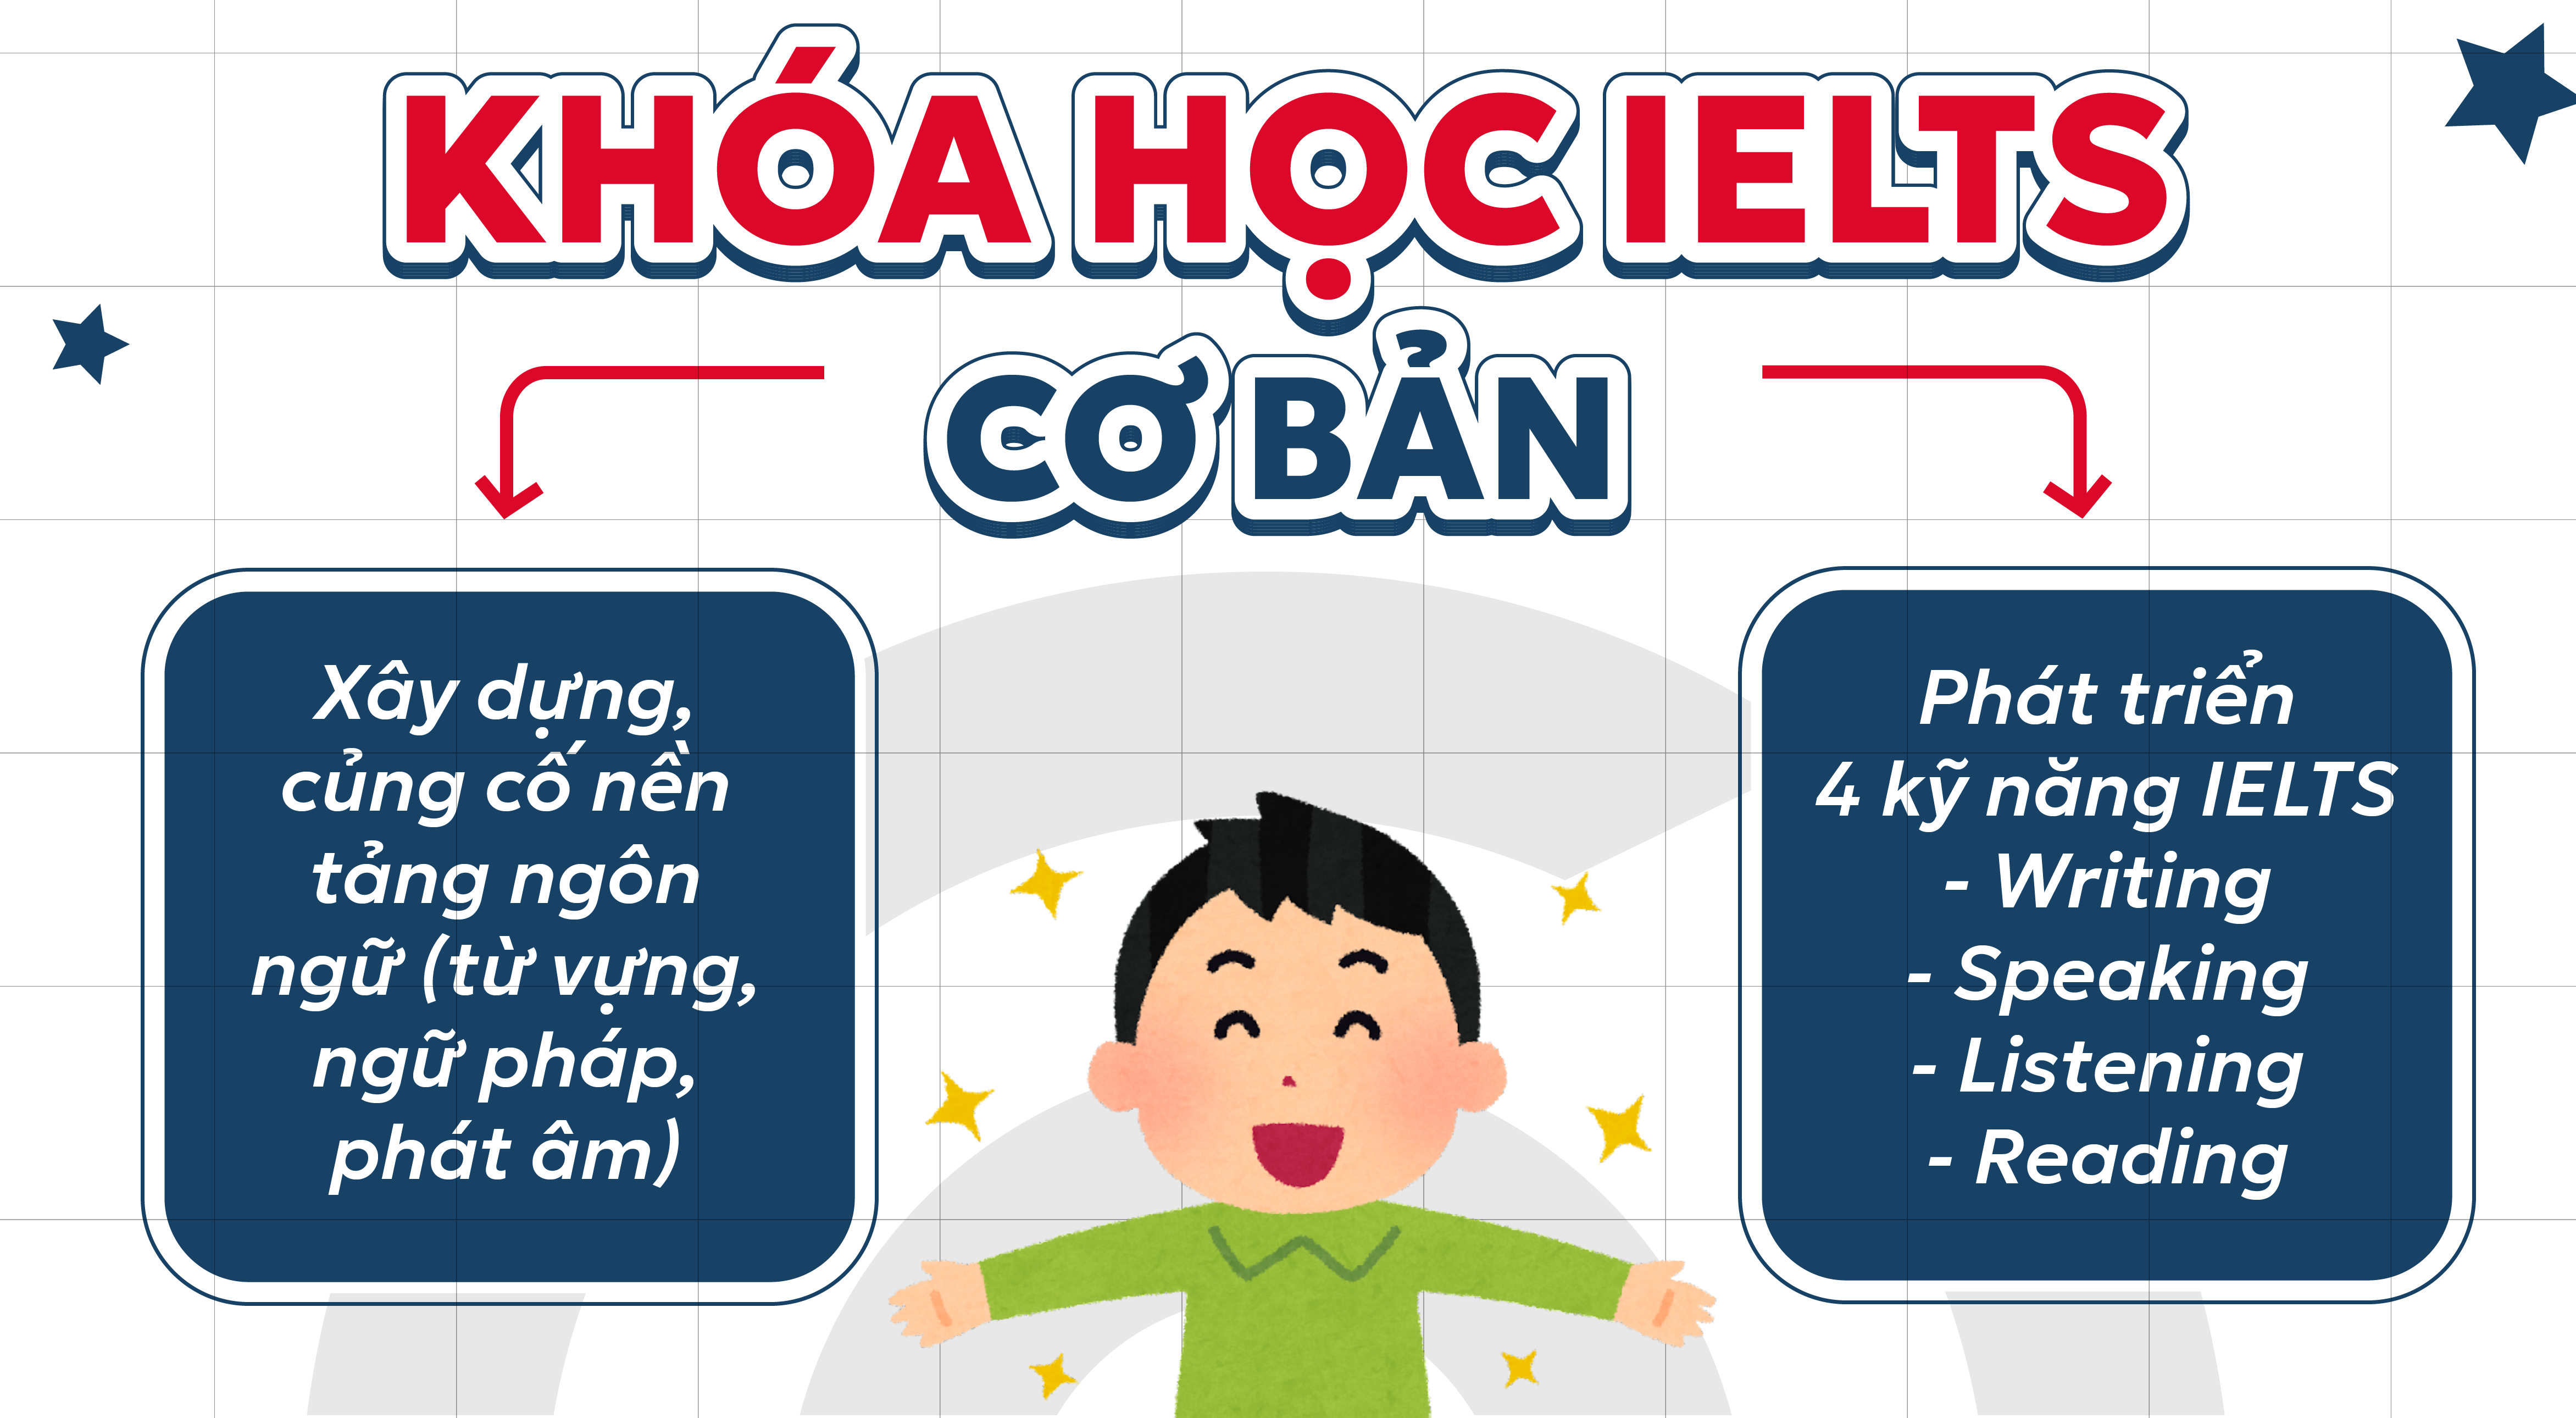 KHÓA HỌC IELTS
CƠ BẢN
Xây dựng,
củng cố nền
tảng ngôn
ngữ (từ vựng,
ngữ pháp,
phát âm)
Phát triển
4 kỹ năng IELTS
- Writing
- Speaking
- Listening
- Reading